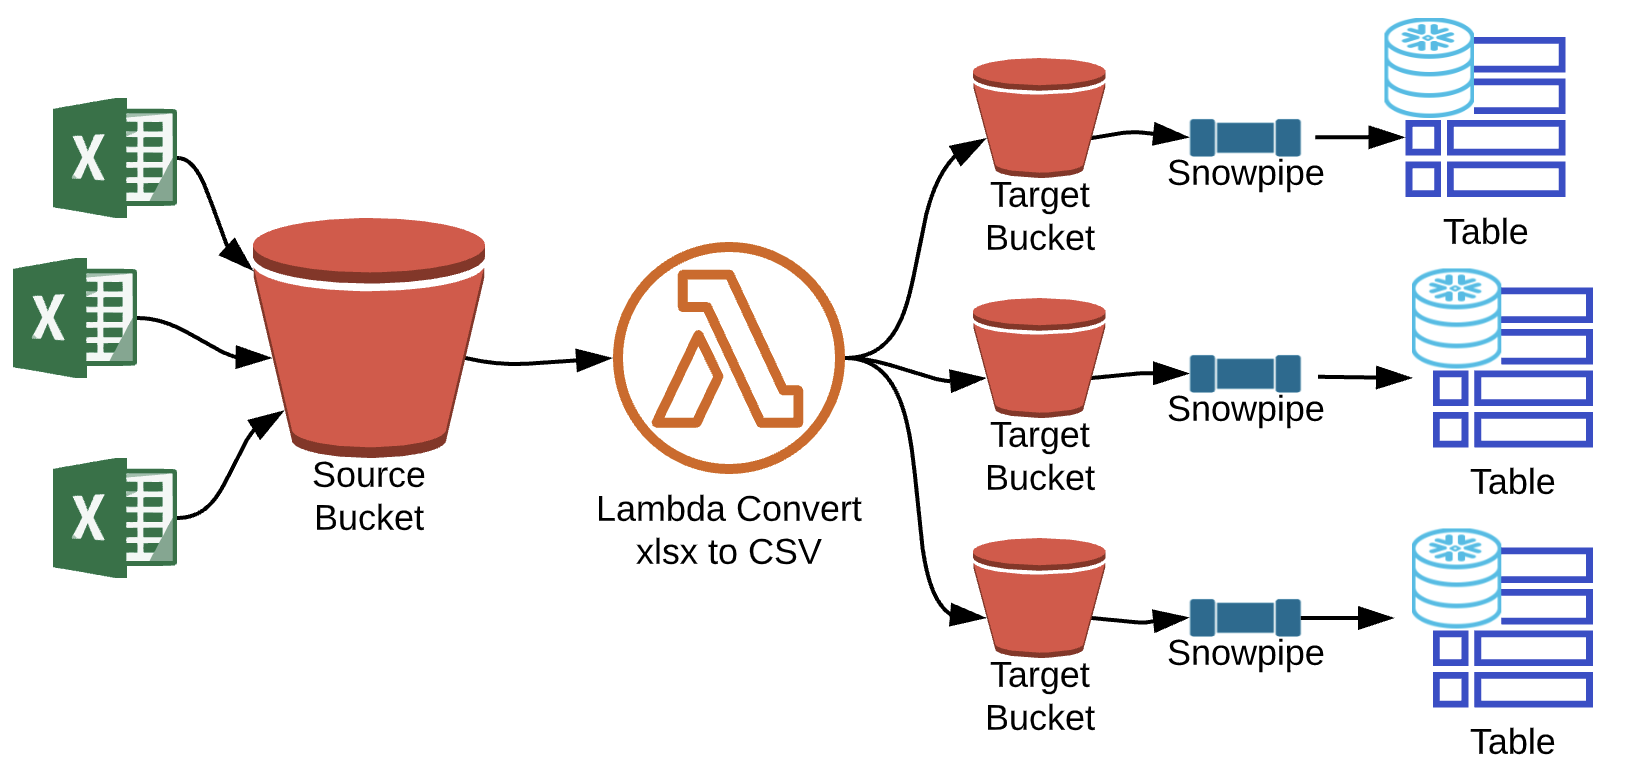 X
X
X
Source
Bucket
Lambda Convert
xlsx to CSV
Target
Bucket
Snowpipe
Table
Target
Bucket
Snowpipe
Table
Target
Bucket
Snowpipe
Table